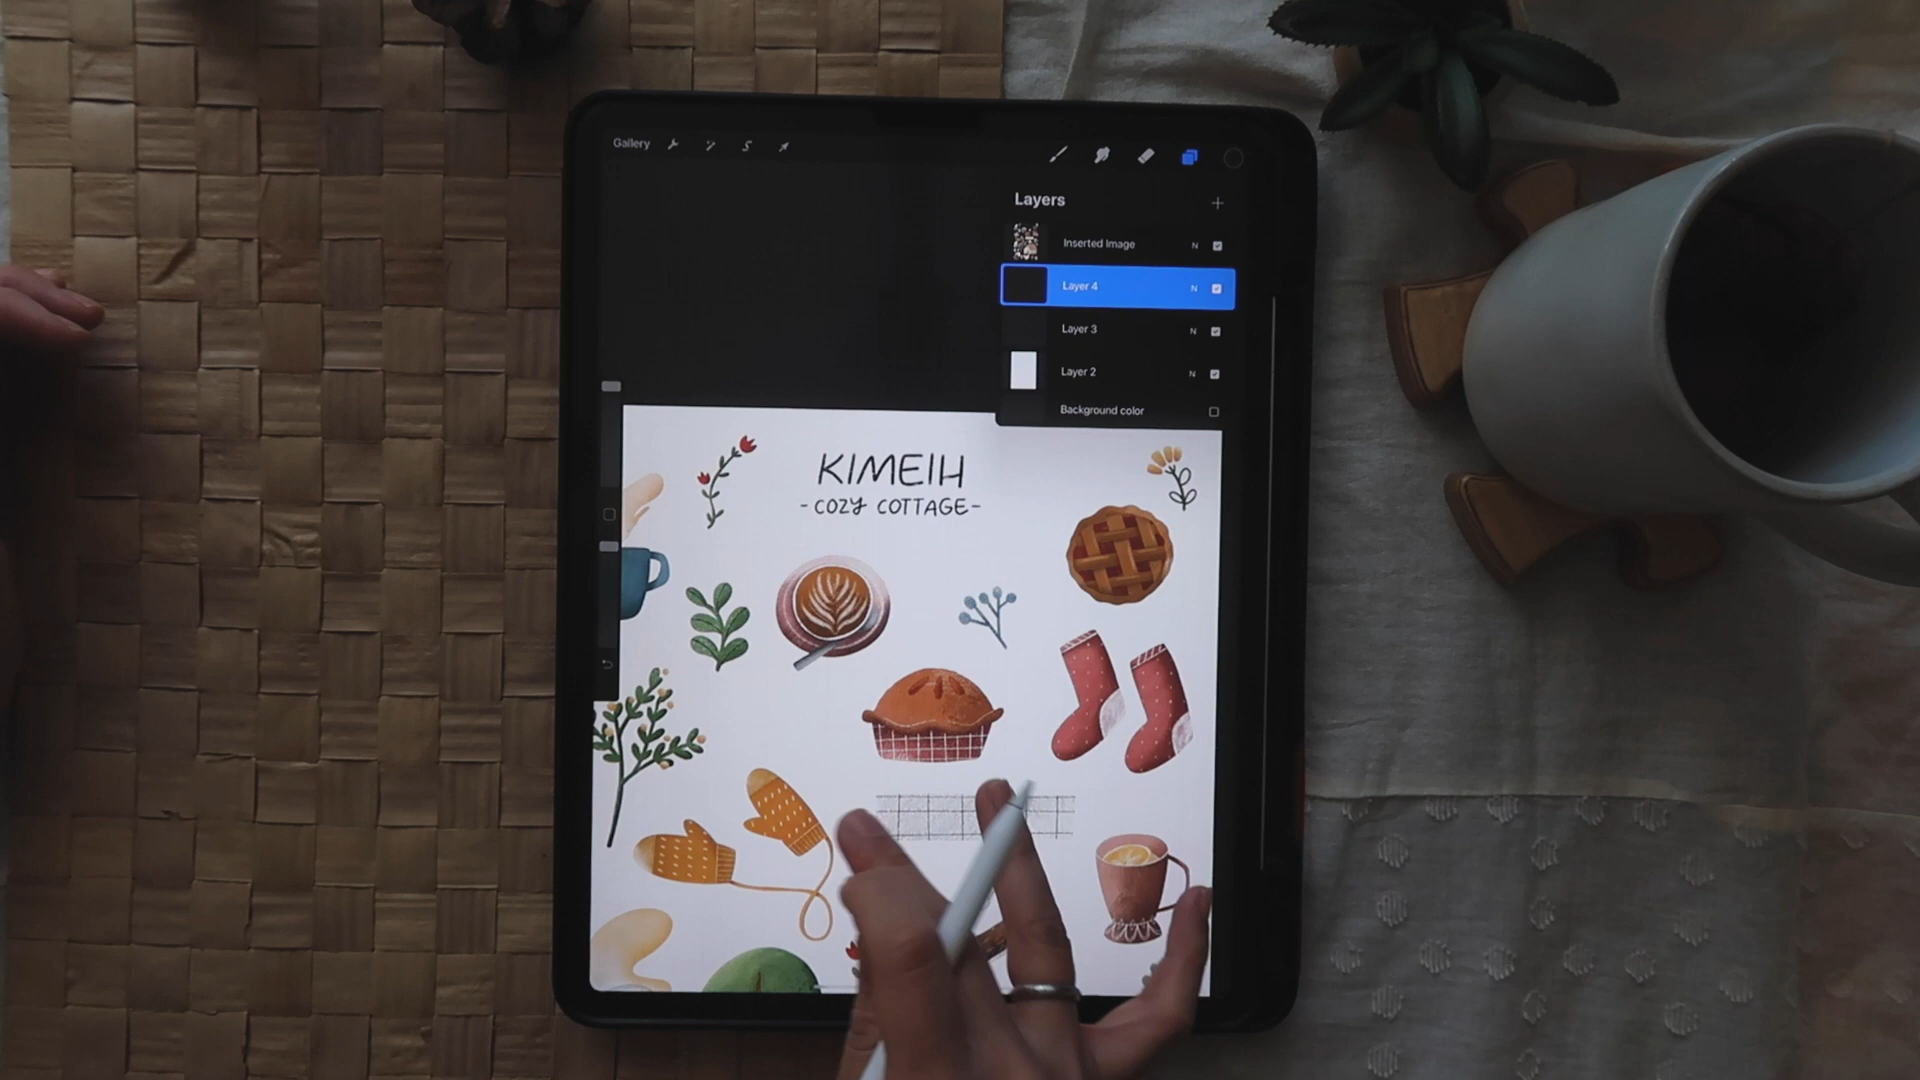 Gallery
Layers
Inserted Image N
Layer 4 N
Layer 3 N
Layer 2 N
Background color
KIMEIH
-COZY COTTAGE-